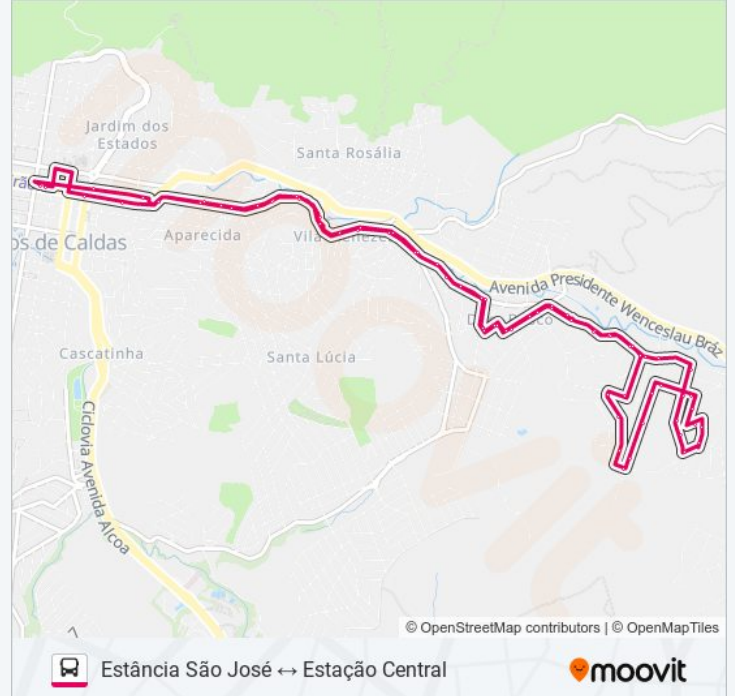 Jardim dos
Estados
Santa Rosália
os de Caldas
Aparecida
Avenida Presidente Wenceslau Bráz
Cascatinha
Santa Lúcia
Ciclovia Avenida Alcoa
moovit
© OpenStreetMap contributors | © OpenMapTiles
Estância São José ↔ Estação Central
moovit